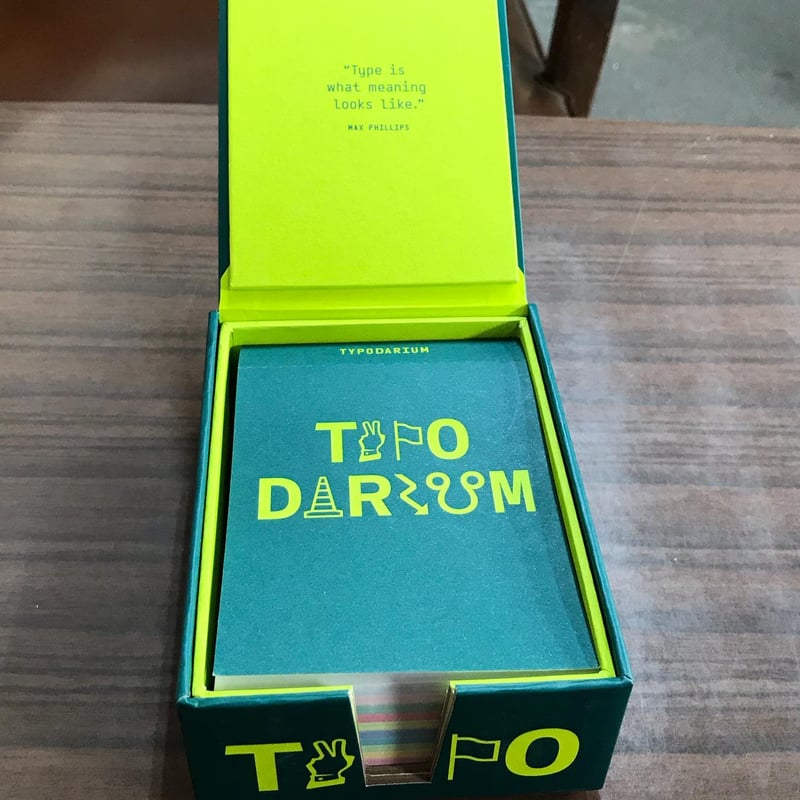 “Type is
what meaning
looks like.”
MAX PHILLIPS
TYPODARIUM
TYPO
DARIUM
TYPO